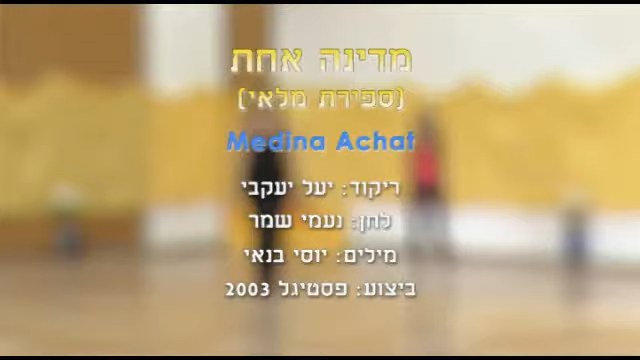 מדינה אחת
(ספירת מלאי)
Medina Achat
ריקוד: יעל יעקבי
לחן: נעמי שמר
מילים: יוסי בנאי
ביצוע: פסטיגל 2003